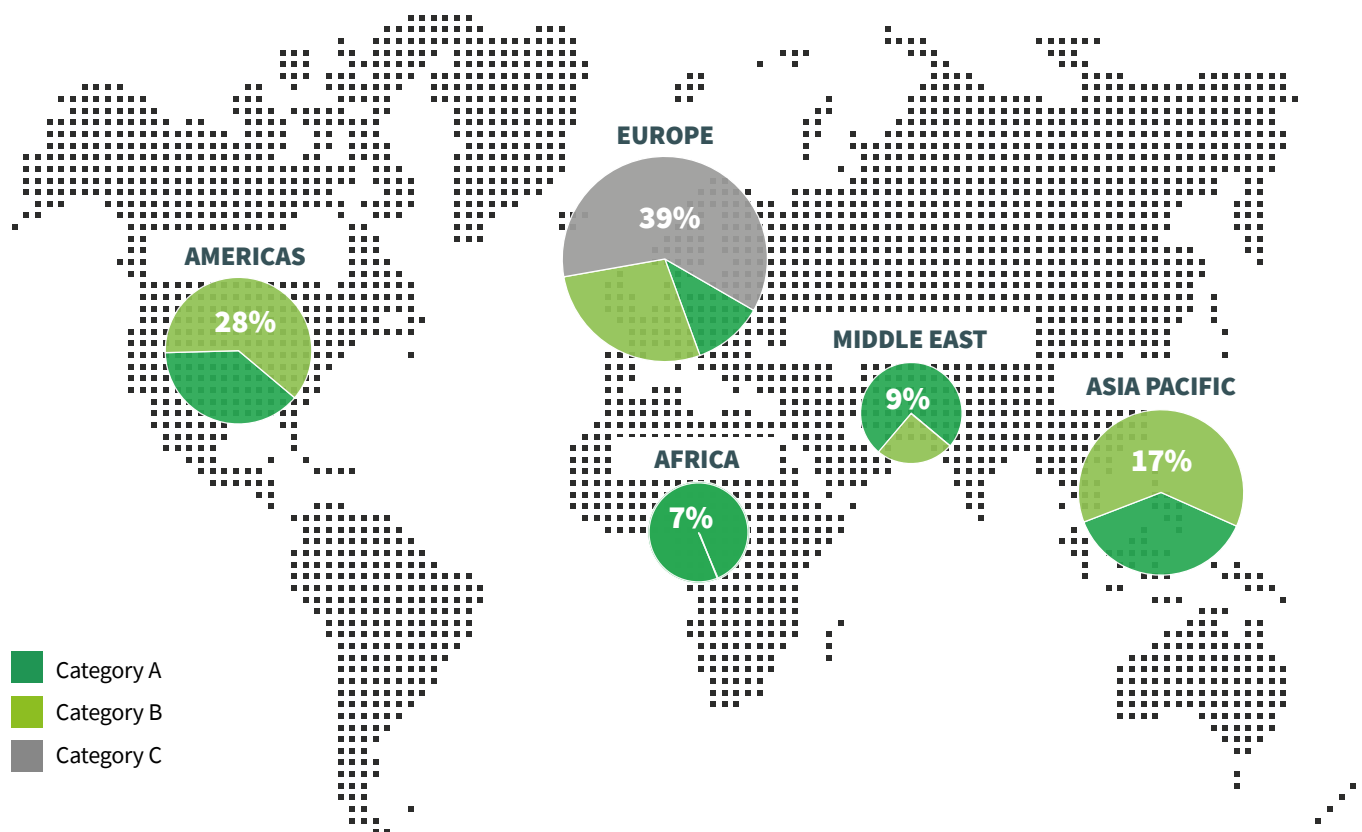 EUROPE
39%
AMERICAS
28%
MIDDLE EAST
9%
ASIA PACIFIC
17%
AFRICA
7%
Category A
Category B
Category C